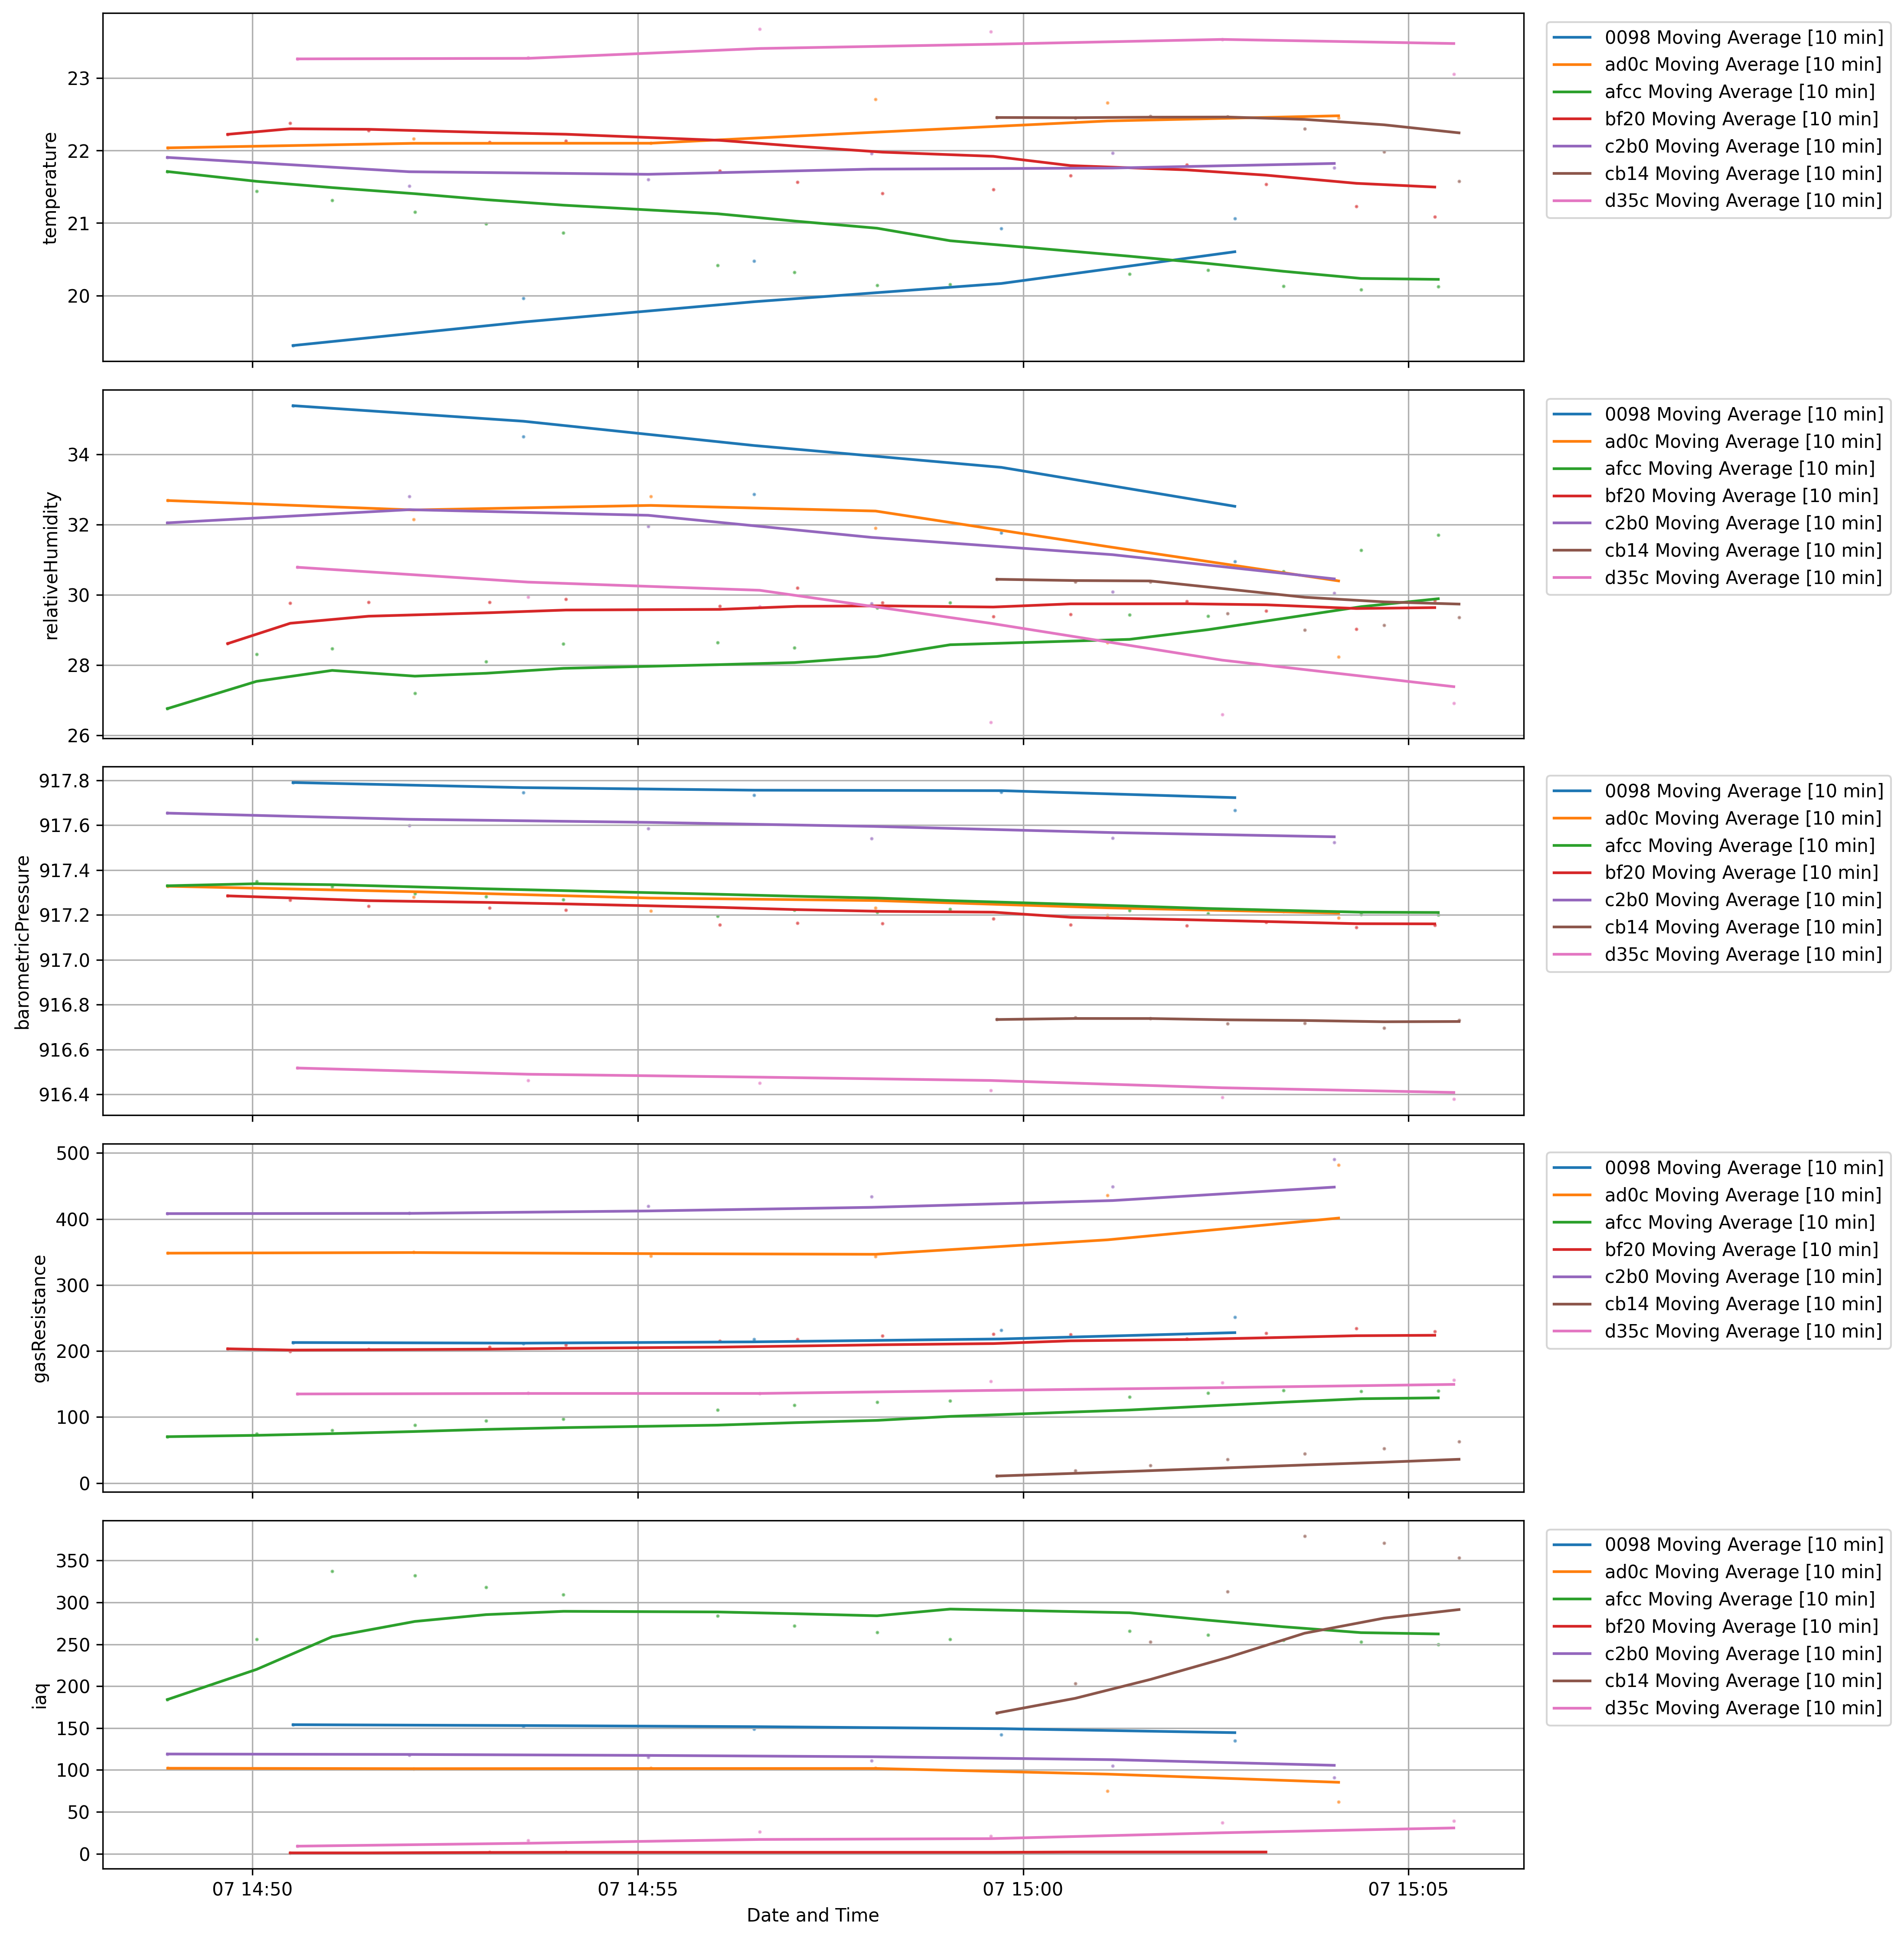 23
22
21
20
temperature
0098 Moving Average [10 min]
ad0c Moving Average [10 min]
afcc Moving Average [10 min]
bf20 Moving Average [10 min]
c2b0 Moving Average [10 min]
cb14 Moving Average [10 min]
d35c Moving Average [10 min]
34
32
30
28
26
relativeHumidity
0098 Moving Average [10 min]
ad0c Moving Average [10 min]
afcc Moving Average [10 min]
bf20 Moving Average [10 min]
c2b0 Moving Average [10 min]
cb14 Moving Average [10 min]
d35c Moving Average [10 min]
917.8
917.6
917.4
917.2
917.0
916.8
916.6
916.4
barometricPressure
0098 Moving Average [10 min]
ad0c Moving Average [10 min]
afcc Moving Average [10 min]
bf20 Moving Average [10 min]
c2b0 Moving Average [10 min]
cb14 Moving Average [10 min]
d35c Moving Average [10 min]
500
400
300
200
100
0
gasResistance
0098 Moving Average [10 min]
ad0c Moving Average [10 min]
afcc Moving Average [10 min]
bf20 Moving Average [10 min]
c2b0 Moving Average [10 min]
cb14 Moving Average [10 min]
d35c Moving Average [10 min]
350
300
250
200
150
100
50
0
iaq
0098 Moving Average [10 min]
ad0c Moving Average [10 min]
afcc Moving Average [10 min]
bf20 Moving Average [10 min]
c2b0 Moving Average [10 min]
cb14 Moving Average [10 min]
d35c Moving Average [10 min]
07 14:50
07 14:55
07 15:00
07 15:05
Date and Time